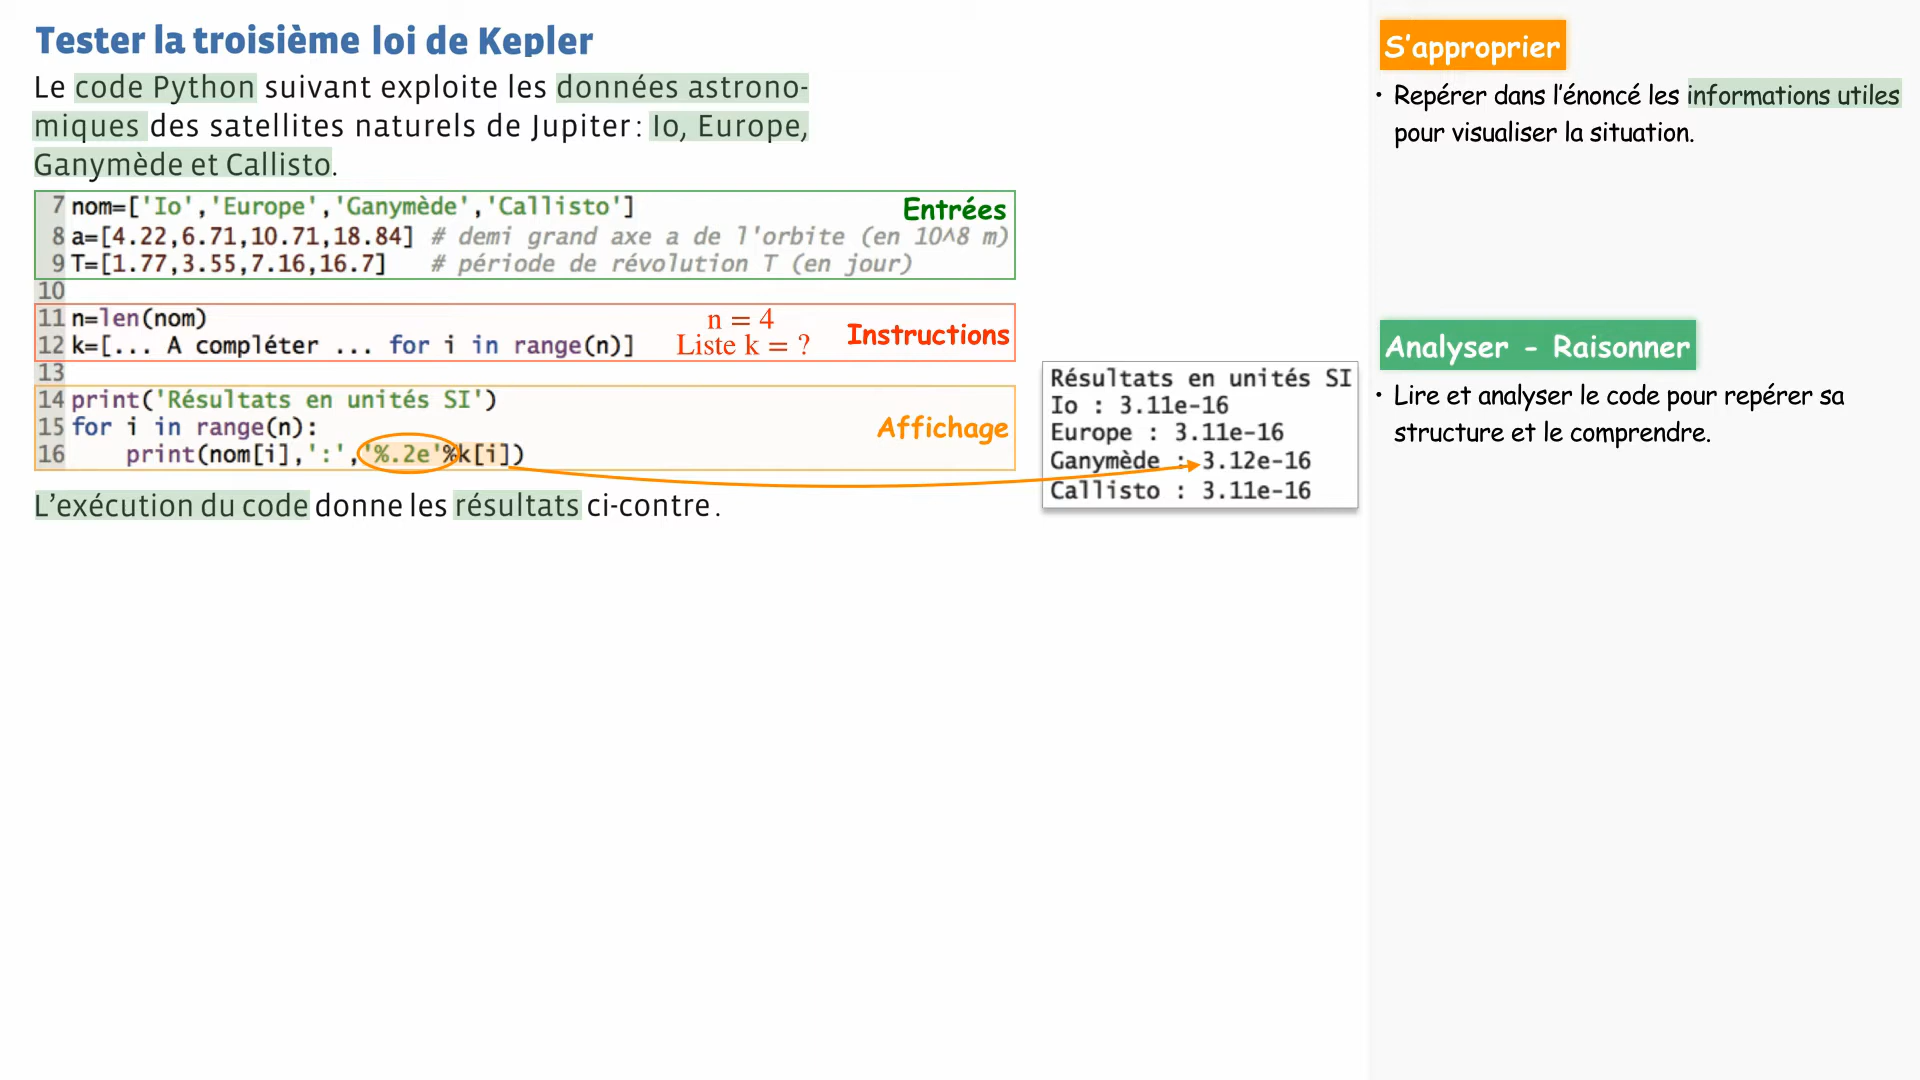 Tester la troisième loi de Kepler
Le code Python suivant exploite les données astrono-
miques des satellites naturels de Jupiter : Io, Europe,
Ganymède et Callisto.
7 nom=['Io','Europe','Ganymède','Callisto']
Entrées
8 a=[4.22,6.71,10.71,18.84] # demi grand axe a de l'orbite (en 10^8 m)
9 T=[1.77,3.55,7.16,16.7] # période de révolution T (en jour)
10
11 n=len(nom)
n = 4
12 k=[... A compléter ... for i in range(n)]
Liste k = ?
Instructions
13
14 print('Résultats en unités SI')
15 for i in range(n):
16 print(nom[i],':','%.2e'%k[i])
Affichage
Résultats en unités SI
Io : 3.11e-16
Europe : 3.11e-16
Ganymède : 3.12e-16
Callisto : 3.11e-16
L'exécution du code donne les résultats ci-contre.
S'approprier
• Repérer dans l'énoncé les informations utiles
pour visualiser la situation.
Analyser - Raisonner
• Lire et analyser le code pour repérer sa
structure et le comprendre.